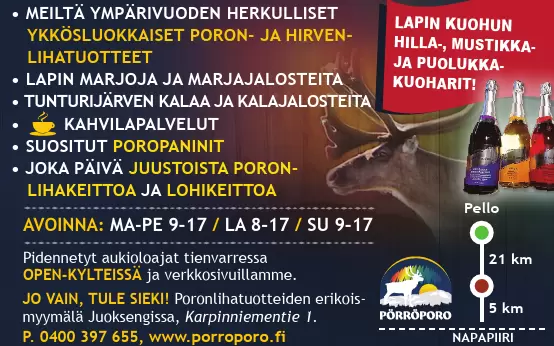 • MEILTÄ YMPÄRIVUODEN HERKULLISET
YKKÖSLUOKKAISET PORON- JA HIRVEN-
LIHATUOTTEET
• LAPIN MARJOJA JA MARJAJALOSTEITA
• TUNTURIJÄRVEN KALAA JA KALAJALOSTEITA
• KAHVILAPALVELUT
• SUOSITUT POROPANINIT
• JOKA PÄIVÄ JUUSTOISTA PORON-
LIHAKEITTOA JA LOHIKEITTOA
AVOINNA: MA-PE 9-17 / LA 8-17 / SU 9-17
Pidennetyt aukioloajat tienvarressa
OPEN-KYLTEISSÄ ja verkkosivuillamme.
JO VAIN, TULE SIEKI! Poronlihatuotteiden erikois-
myymälä Juoksengissa, Karpinniementie 1.
P. 0400 397 655, www.porroporo.fi
LAPIN KUOHUN
HILLA-, MUSTIKKA-
JA PUOLUKKA-
KUOHARIT!
Pello
21 km
5 km
NAPAPIIRI
PÖRRÖPORO